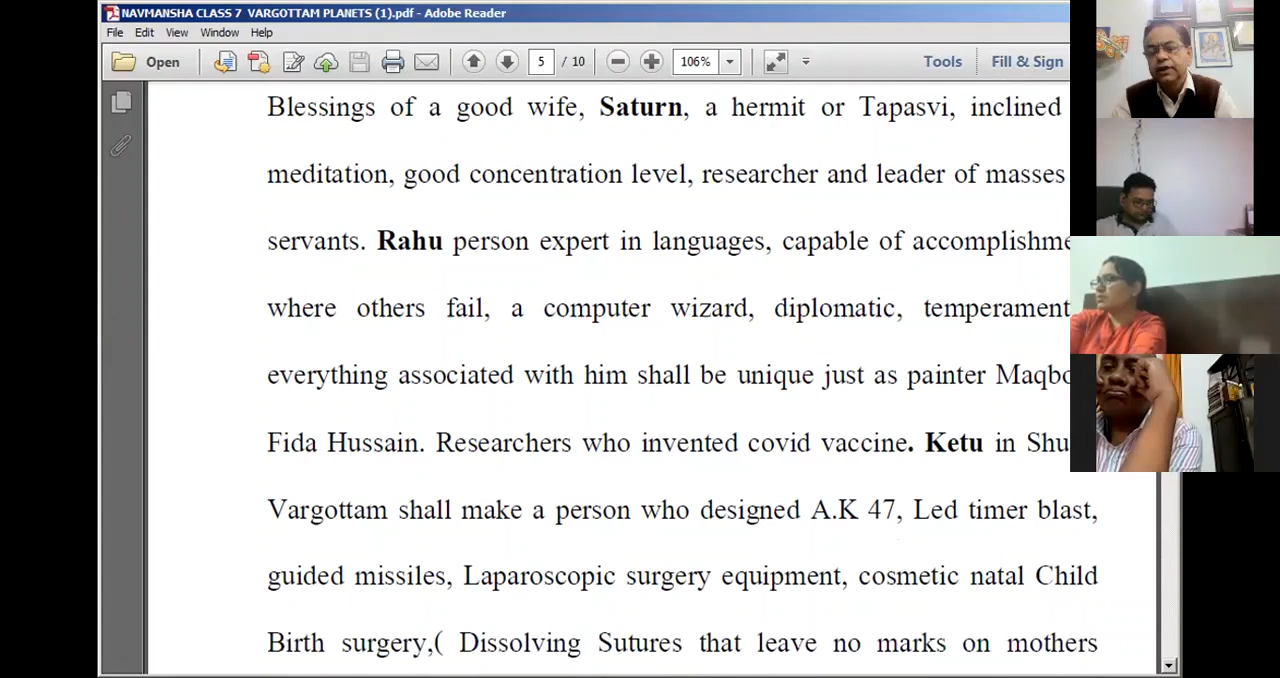 NAVMANSHA CLASS 7 VARGOTTAM PLANETS (1).pdf - Adobe Reader
File Edit View Window Help
Open 5 / 10 106% Tools Fill & Sign
Blessings of a good wife, Saturn, a hermit or Tapasvi, inclined
meditation, good concentration level, researcher and leader of masses
servants. Rahu person expert in languages, capable of
where others fail, a computer wizard, diplomatic,
everything associated with him shall be unique just as painter
Fida Hussain. Researchers who invented covid vaccine. Ketu in
Vargottam shall make a person who designed A.K 47, Led timer blast,
guided missiles, Laparoscopic surgery equipment, cosmetic natal Child
Birth surgery,( Dissolving Sutures that leave no marks on mothers